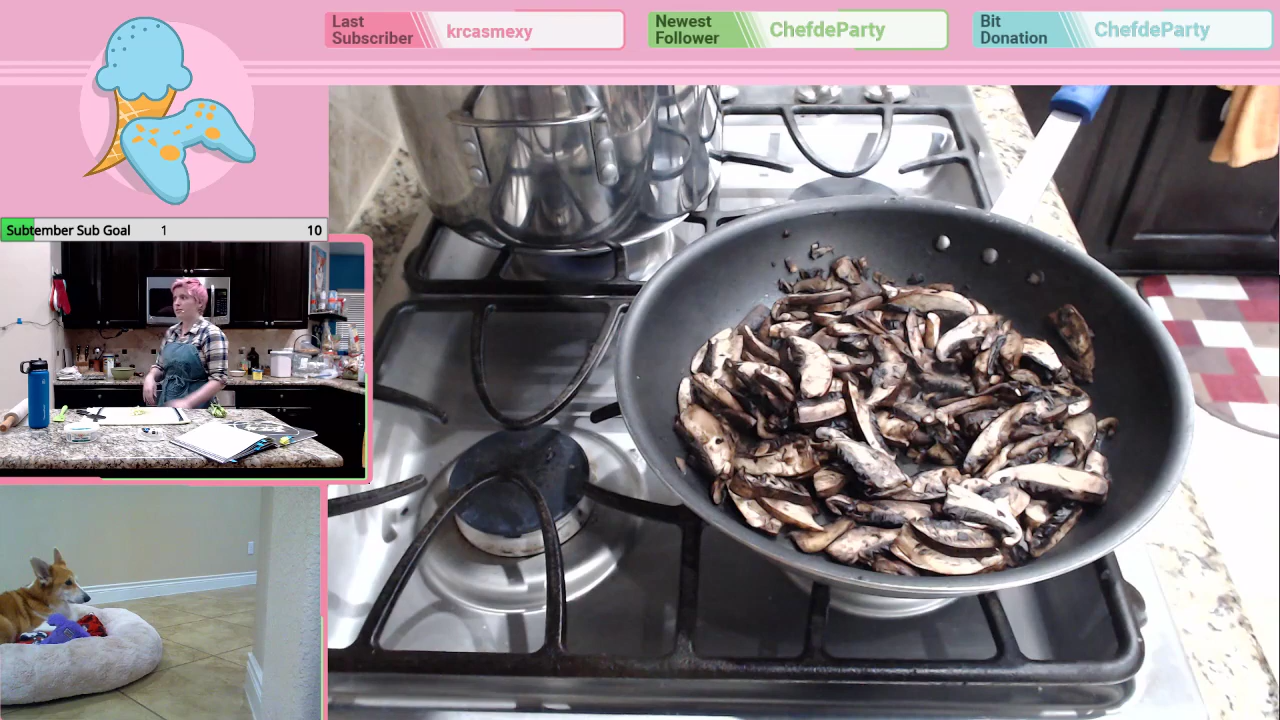 Last
Subscriber
krcasmexy
Newest
Follower
ChefdeParty
Bit
Donation
ChefdeParty
Subtember Sub Goal 1 10